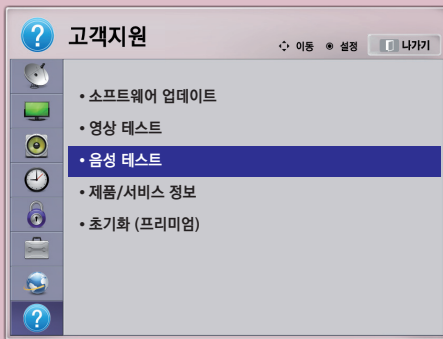 고객지원
이동 설정 나가기
• 소프트웨어 업데이트
• 영상 테스트
• 음성 테스트
• 제품/서비스 정보
• 초기화 (프리미엄)